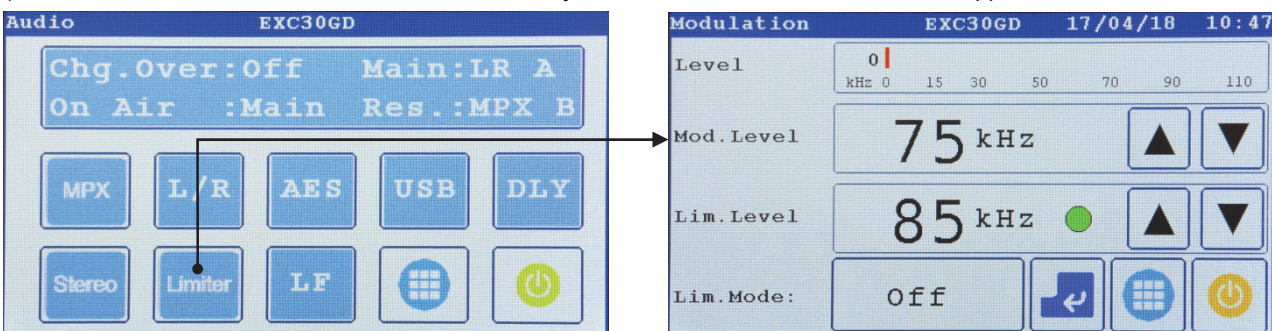 Audio EXC30GD
Chg.Over:Off Main:LR A
On Air :Main Res.:MPX B
MPX L/R AES USB DLY
Stereo Limiter LF
Modulation EXC30GD 17/04/18 10:47
Level 0
kHz 0 15 30 50 70 90 110
Mod.Level 75 kHz
Lim.Level 85 kHz
Lim.Mode: Off